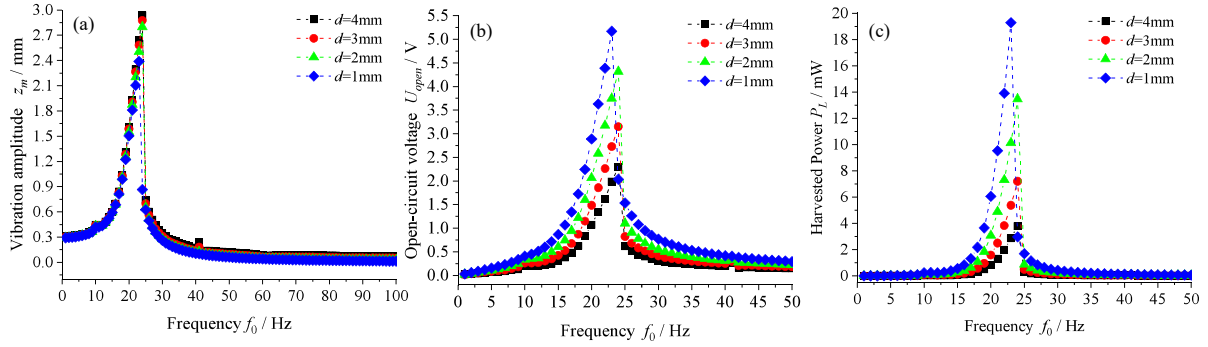 (a)
d=4mm
d=3mm
d=2mm
d=1mm
Vibration amplitude z_m / mm
3.0
2.7
2.4
2.1
1.8
1.5
1.2
0.9
0.6
0.3
0.0
0 10 20 30 40 50 60 70 80 90 100
Frequency f_0 / Hz
(b)
d=4mm
d=3mm
d=2mm
d=1mm
Open-circuit voltage U_open / V
5.5
5.0
4.5
4.0
3.5
3.0
2.5
2.0
1.5
1.0
0.5
0.0
0 5 10 15 20 25 30 35 40 45 50
Frequency f_0 / Hz
(c)
d=4mm
d=3mm
d=2mm
d=1mm
Harvested Power P_L / mW
20
18
16
14
12
10
8
6
4
2
0
0 5 10 15 20 25 30 35 40 45 50
Frequency f_0 / Hz